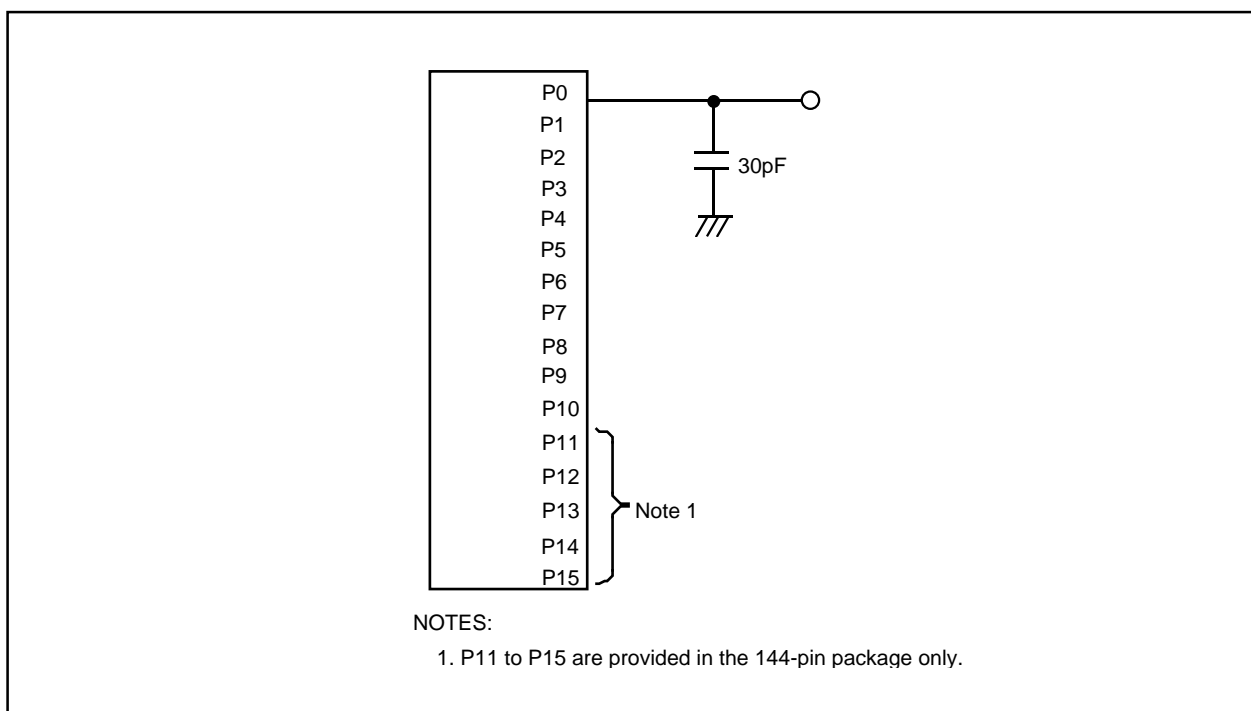 P0
P1
P2
30pF
P3
P4
P5
P6
P7
P8
P9
P10
P11
P12
P13 Note 1
P14
P15
NOTES:
1. P11 to P15 are provided in the 144-pin package only.